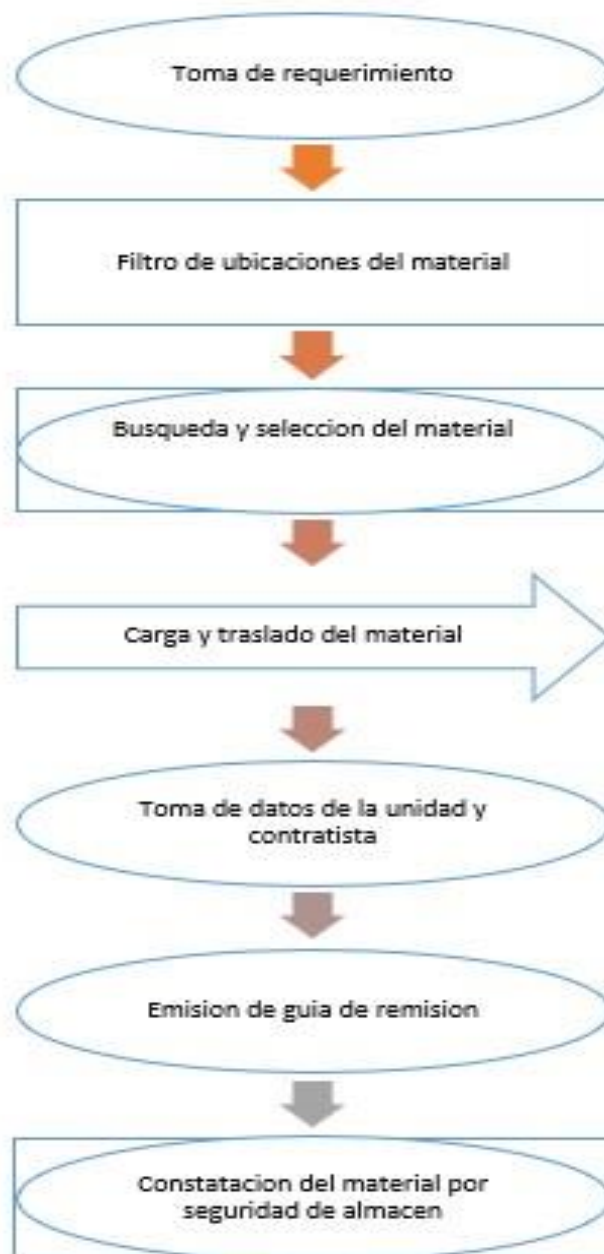 Toma de requerimiento
Filtro de ubicaciones del material
Busqueda y seleccion del material
Carga y traslado del material
Toma de datos de la unidad y
contratista
Emision de guia de remision
Constatacion del material por
seguridad de almacen